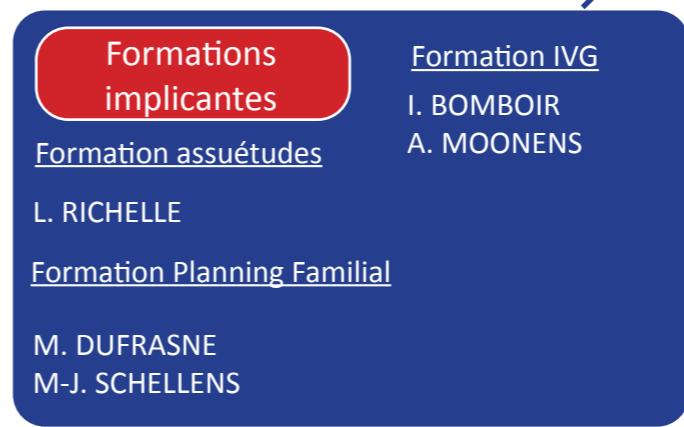 Formations
implicantes
Formation assuétudes
L. RICHELLE
Formation Planning Familial
M. DUFRASNE
M-J. SCHELLENS
Formation IVG
I. BOMBOIR
A. MOONENS